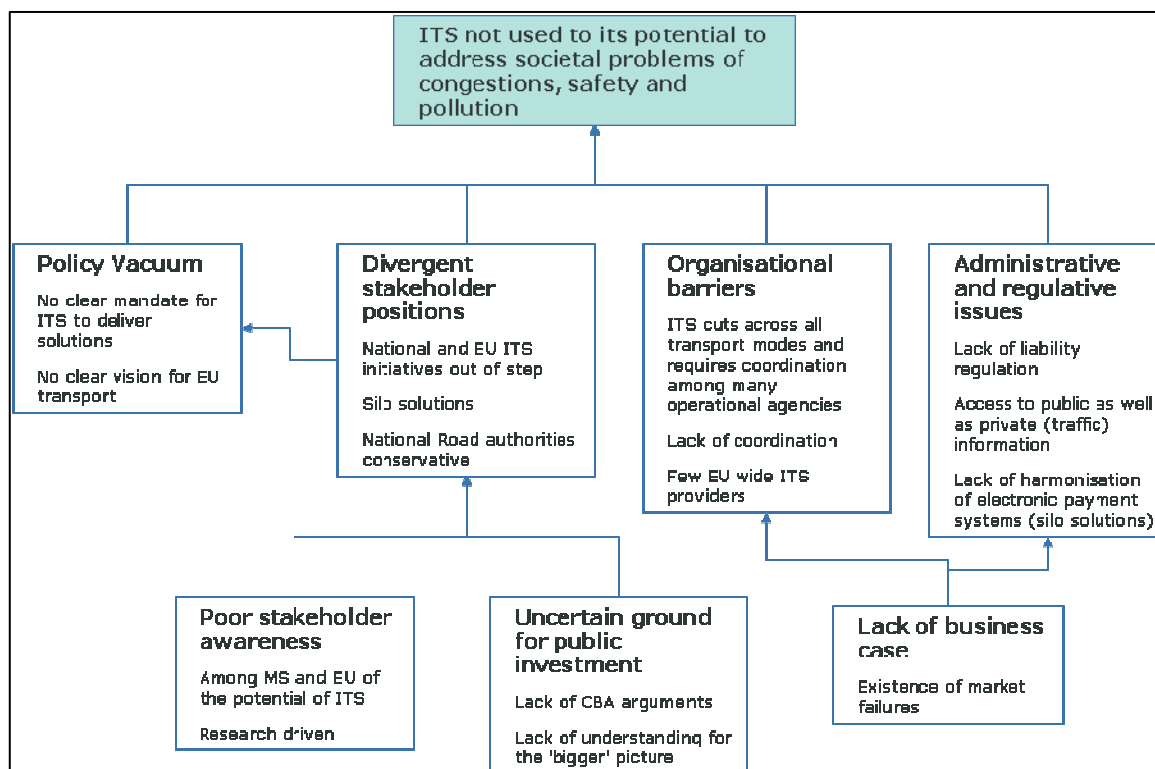 ITS not used to its potential to
address societal problems of
congestions, safety and
pollution
Policy Vacuum
No clear mandate for
ITS to deliver
solutions
No clear vision for EU
transport
Divergent
stakeholder
positions
National and EU ITS
initiatives out of step
Silo solutions
National Road authorities
conservative
Organisational
barriers
ITS cuts across all
transport modes and
requires coordination
among many
operational agencies
Lack of coordination
Few EU wide ITS
providers
Administrative
and regulative
issues
Lack of liability
regulation
Access to public as well
as private (traffic)
information
Lack of harmonisation
of electronic payment
systems (silo solutions)
Poor stakeholder
awareness
Among MS and EU of
the potential of ITS
Research driven
Uncertain ground
for public
investment
Lack of CBA arguments
Lack of understanding for
the 'bigger' picture
Lack of business
case
Existence of market
failures